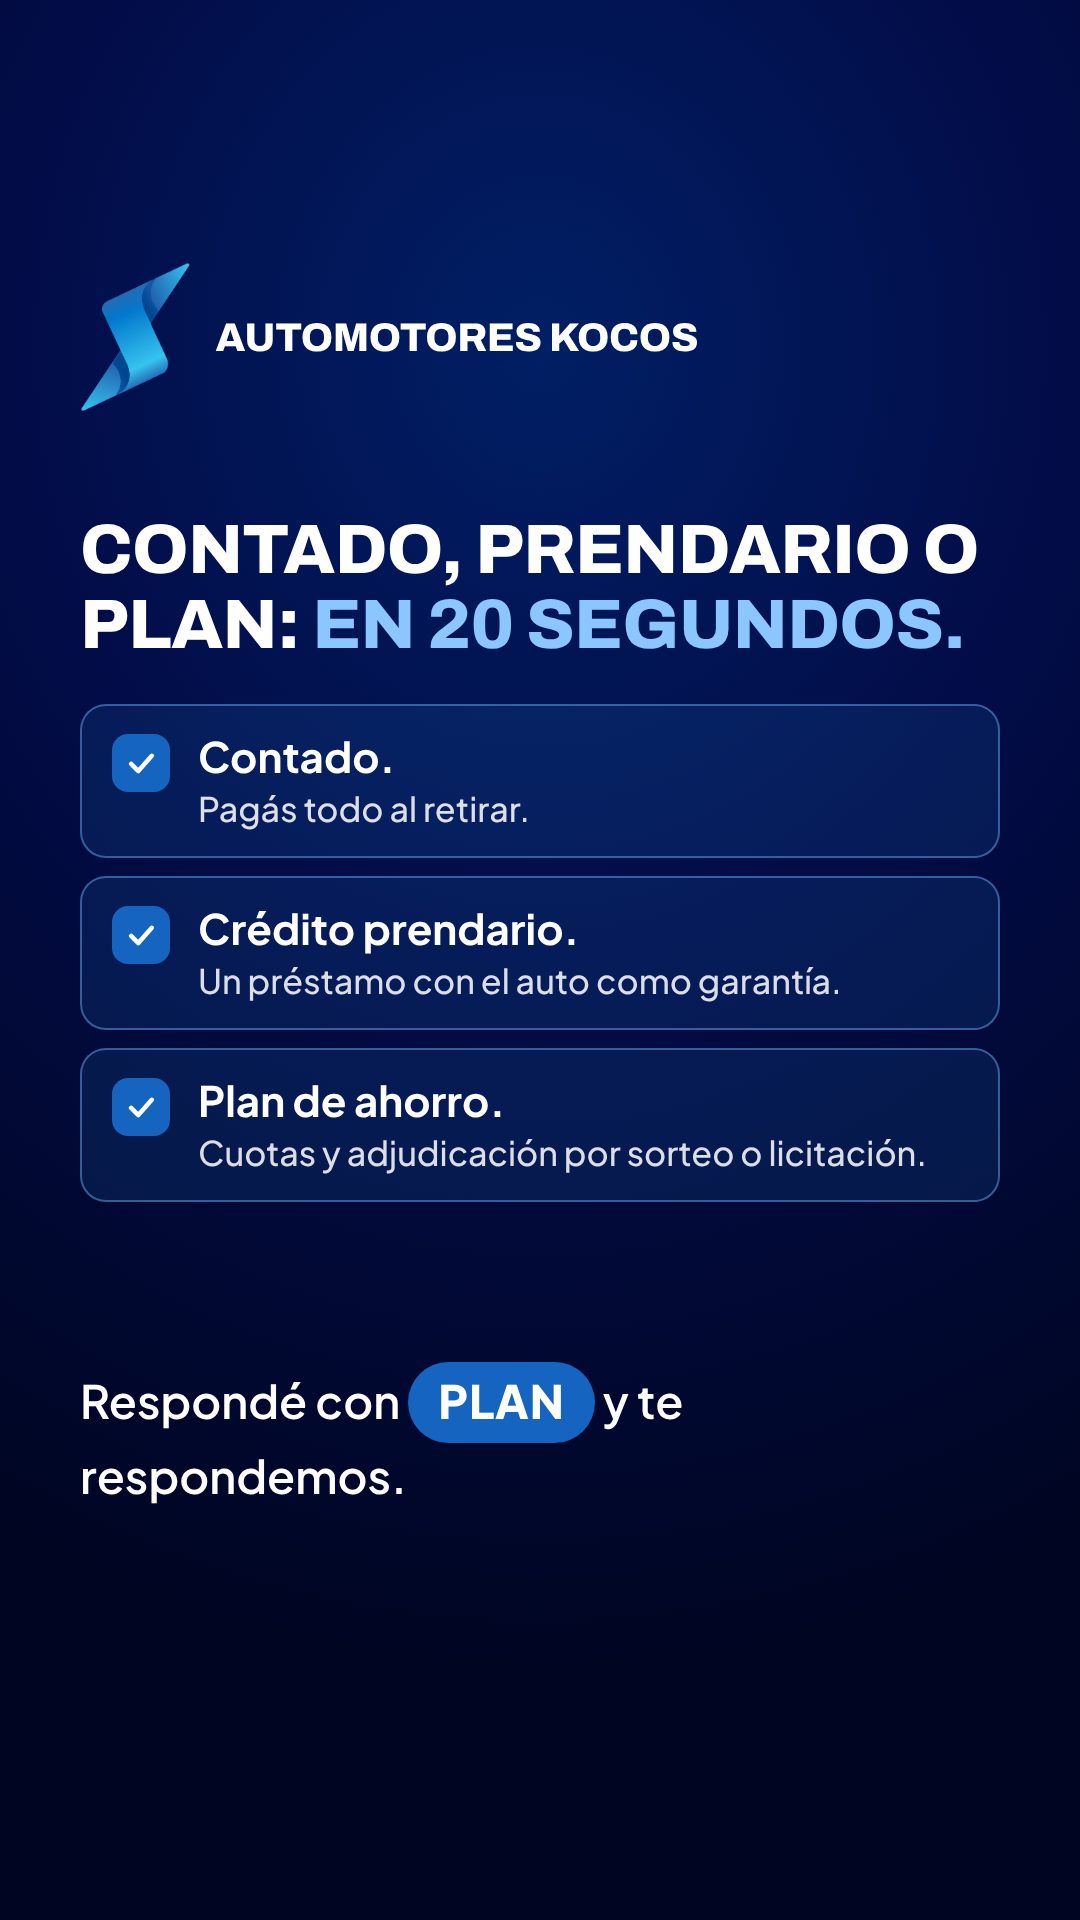 AUTOMOTORES KOCOS
CONTADO, PRENDARIO O
PLAN: EN 20 SEGUNDOS.
Contado.
Pagás todo al retirar.
Crédito prendario.
Un préstamo con el auto como garantía.
Plan de ahorro.
Cuotas y adjudicación por sorteo o licitación.
Respondé con PLAN y te
respondemos.